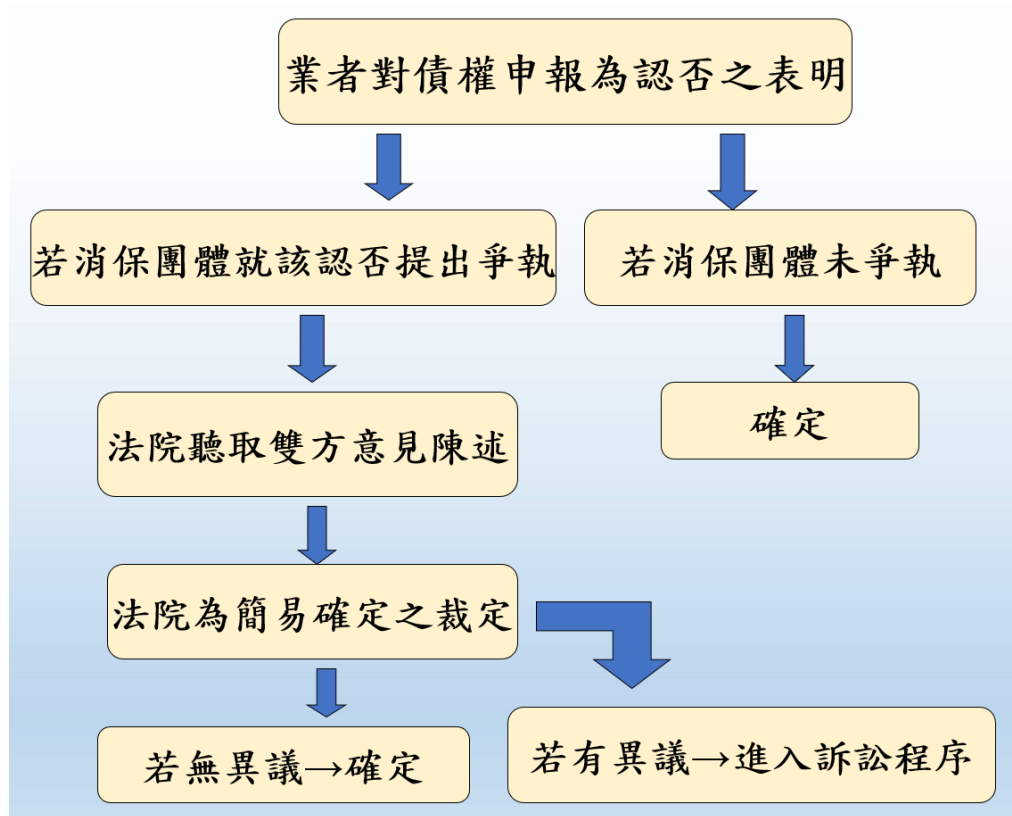 業者對債權申報為認否之表明
若消保團體就該認否提出爭執
若消保團體未爭執
法院聽取雙方意見陳述
確定
法院為簡易確定之裁定
若無異議→確定
若有異議→進入訴訟程序